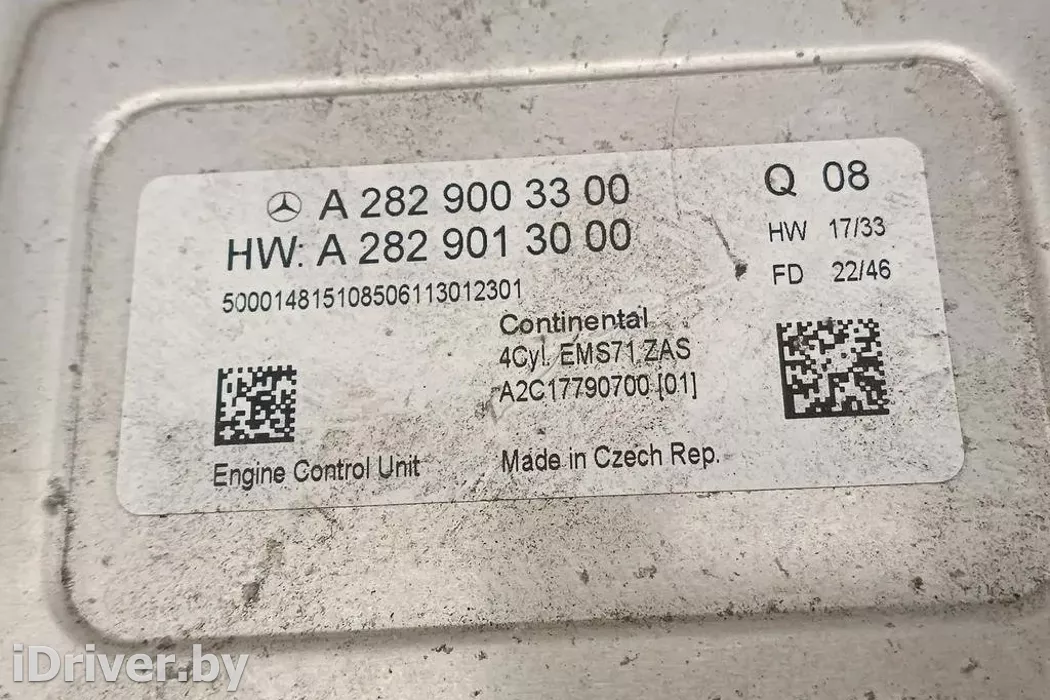 A 282 900 33 00
HW: A 282 901 30 00
500014815108506113012301
Q 08
HW 17/33
FD 22/46
Continental
4Cyl. EMS71.ZAS
A2C17790700 [01]
Engine Control Unit
Made in Czech Rep.
iDriver.by